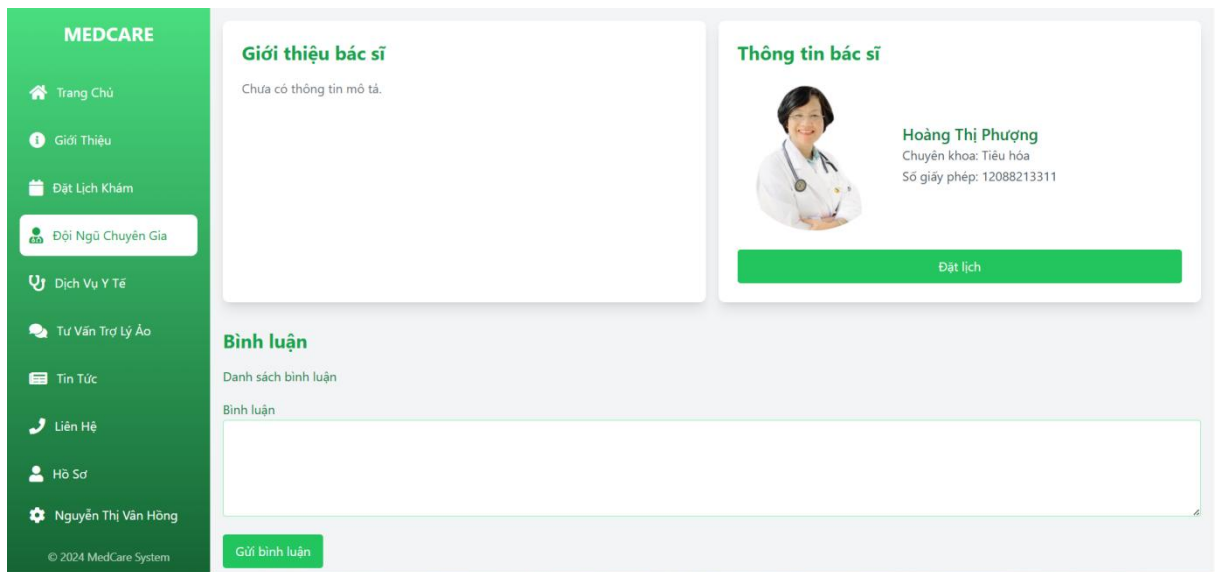 MEDCARE
Trang Chủ
Giới Thiệu
Đặt Lịch Khám
Đội Ngũ Chuyên Gia
Dịch Vụ Y Tế
Tư Vấn Trợ Lý Ảo
Tin Tức
Liên Hệ
Hồ Sơ
Nguyễn Thị Vân Hồng
© 2024 MedCare System
Giới thiệu bác sĩ
Chưa có thông tin mô tả.
Thông tin bác sĩ
Hoàng Thị Phượng
Chuyên khoa: Tiêu hóa
Số giấy phép: 12088213311
Đặt lịch
Bình luận
Danh sách bình luận
Bình luận
Gửi bình luận